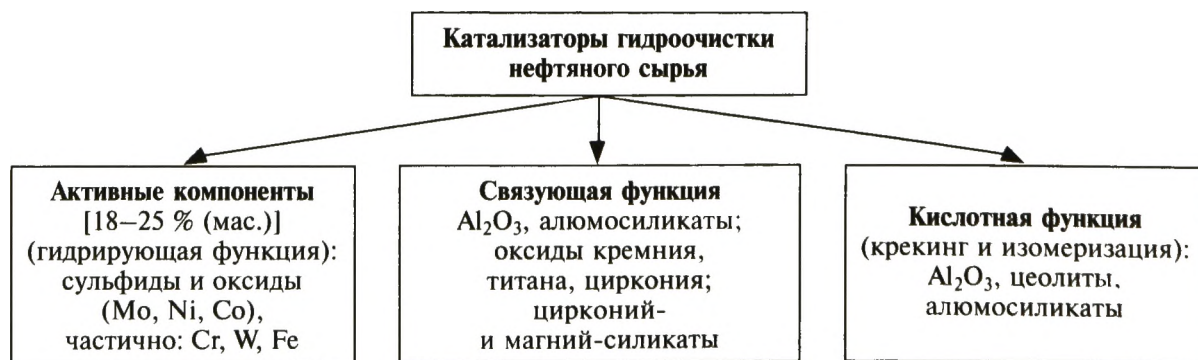 Катализаторы гидроочистки
нефтяного сырья
Активные компоненты
[18–25 % (мас.)]
(гидрирующая функция):
сульфиды и оксиды
(Mo, Ni, Co),
частично: Cr, W, Fe
Связующая функция
Al₂O₃, алюмосиликаты;
оксиды кремния,
титана, циркония;
цирконий-
и магний-силикаты
Кислотная функция
(крекинг и изомеризация):
Al₂O₃, цеолиты,
алюмосиликаты